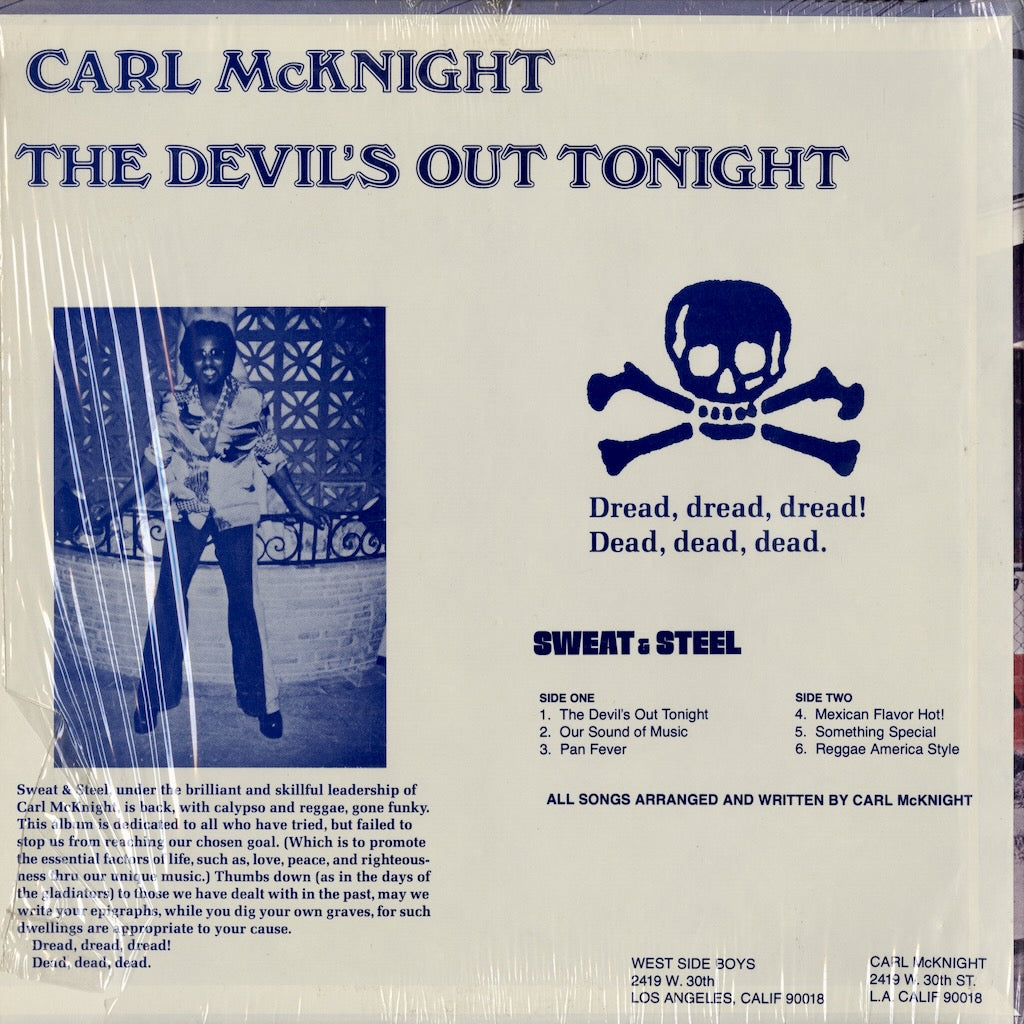 CARL McKNIGHT
THE DEVIL'S OUT TONIGHT
Dread, dread, dread!
Dead, dead, dead.
SWEAT & STEEL
SIDE ONE
1. The Devil's Out Tonight
2. Our Sound of Music
3. Pan Fever
SIDE TWO
4. Mexican Flavor Hot!
5. Something Special
6. Reggae America Style
ALL SONGS ARRANGED AND WRITTEN BY CARL McKNIGHT
Sweat & Steel, under the brilliant and skillful leadership of
Carl McKnight, is back, with calypso and reggae, gone funky.
This album is dedicated to all who have tried, but failed to
stop us from reaching our chosen goal. (Which is to promote
the essential factors of life, such as, love, peace, and righteous-
ness thru our unique music.) Thumbs down (as in the days of
the gladiators) to those we have dealt with in the past, may we
write your epigraphs, while you dig your own graves, for such
dwellings are appropriate to your cause.
Dread, dread, dread!
Dead, dead, dead.
WEST SIDE BOYS
2419 W. 30th
LOS ANGELES, CALIF 90018
CARL McKNIGHT
2419 W. 30th ST.
L.A. CALIF 90018